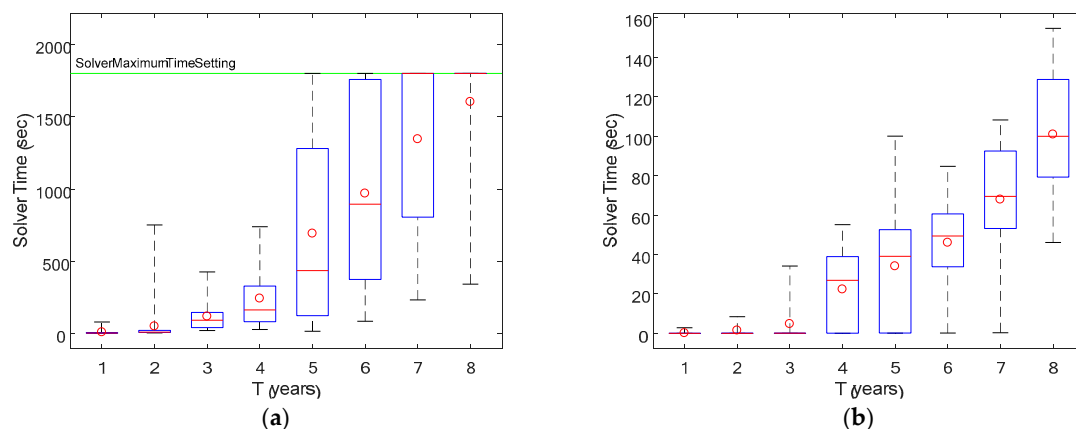 2000
SolverMaximumTimeSetting
1500
1000
500
0
Solver Time (sec)
1 2 3 4 5 6 7 8
T (years)
(a)
160
140
120
100
80
60
40
20
0
Solver Time (sec)
1 2 3 4 5 6 7 8
T (years)
(b)